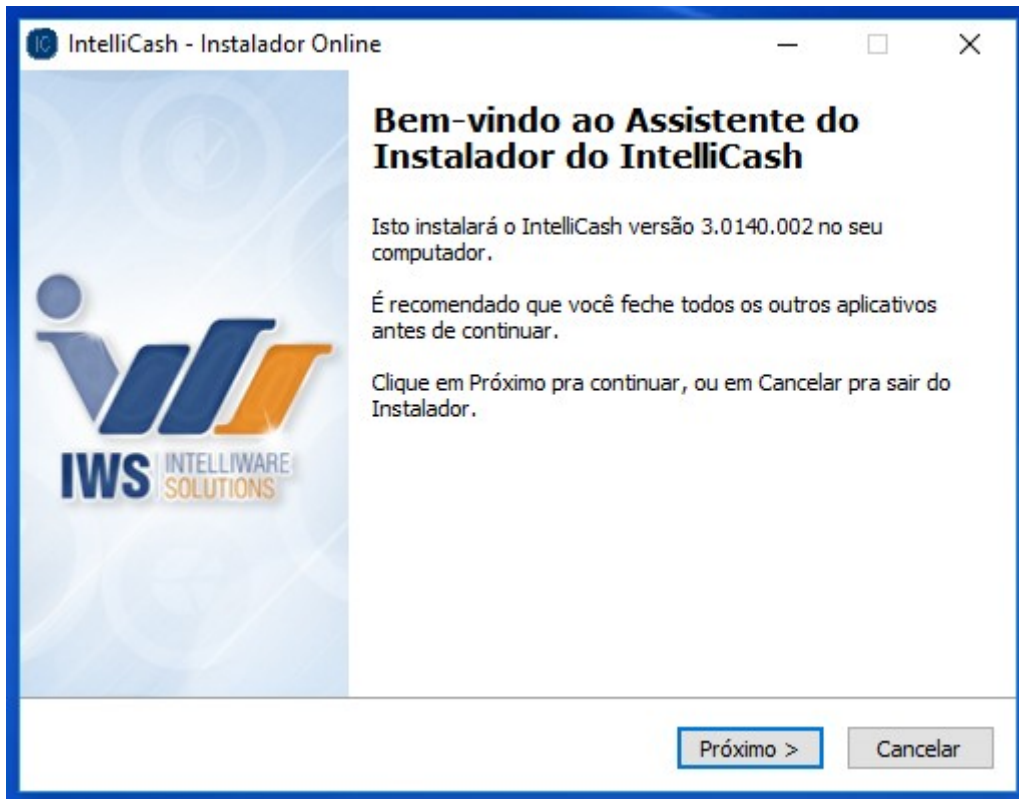 IC IntelliCash - Instalador Online
Bem-vindo ao Assistente do
Instalador do IntelliCash
Isto instalará o IntelliCash versão 3.0140.002 no seu
computador.
É recomendado que você feche todos os outros aplicativos
antes de continuar.
Clique em Próximo pra continuar, ou em Cancelar pra sair do
Instalador.
IWS INTELLIWARE
SOLUTIONS
Próximo > Cancelar